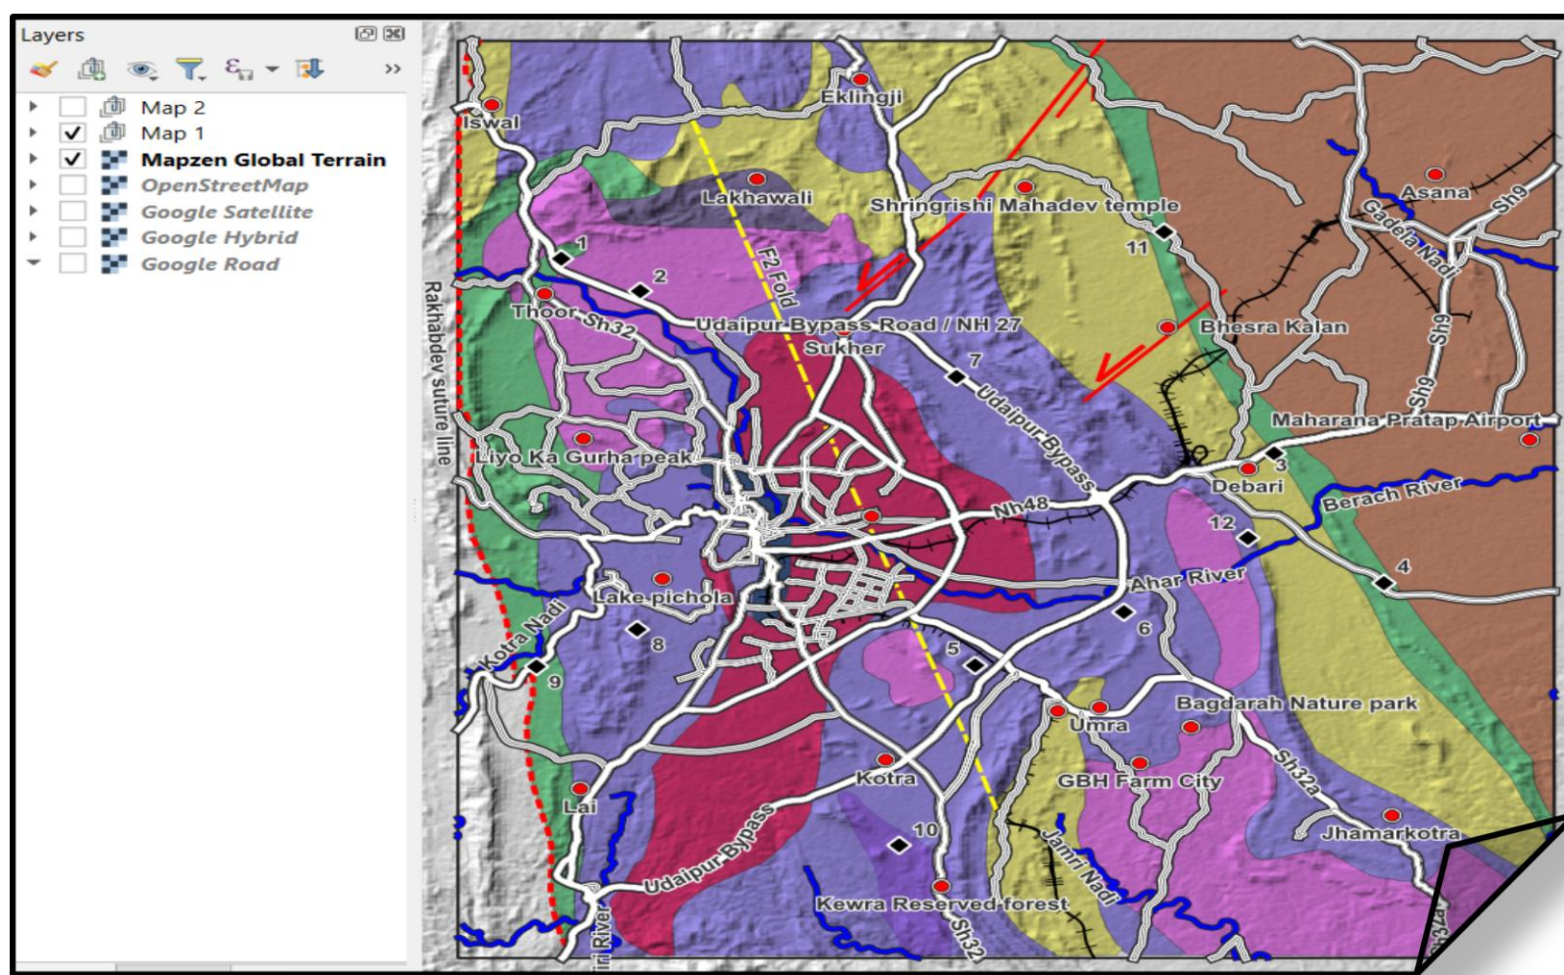 Layers
Map 2
Map 1
Mapzen Global Terrain
OpenStreetMap
Google Satellite
Google Hybrid
Google Road
Iswal
Eklingji
Lakhawali
Shringrishi Mahadev temple
Asana
Sh9
Gadela Nadi
11
1
2
F2 Fold
Thoor
Sh32
Udaipur Bypass Road / NH 27
Sukher
Bhesra Kalan
Sh9
Rakhabdev suture line
7
Udaipur Bypass
Sh9
Maharana Pratap Airport
Liyo Ka Gurha peak
3
Debari
Berach River
Nh48
12
Ahar River
4
Lake pichola
Kotra Nadi
8
6
5
9
Bagdarah Nature park
Umra
Kotra
GBH Farm City
Sh32a
Lai
Jhamarkotra
10
Udaipur Bypass
Jamri Nadi
Kewra Reserved forest
Sh32
iri River
Sh32a